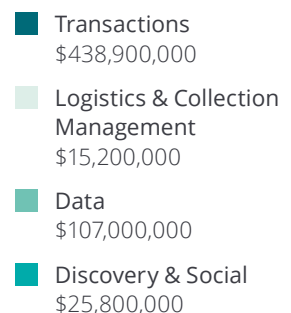 Transactions
$438,900,000
Logistics & Collection
Management
$15,200,000
Data
$107,000,000
Discovery & Social
$25,800,000